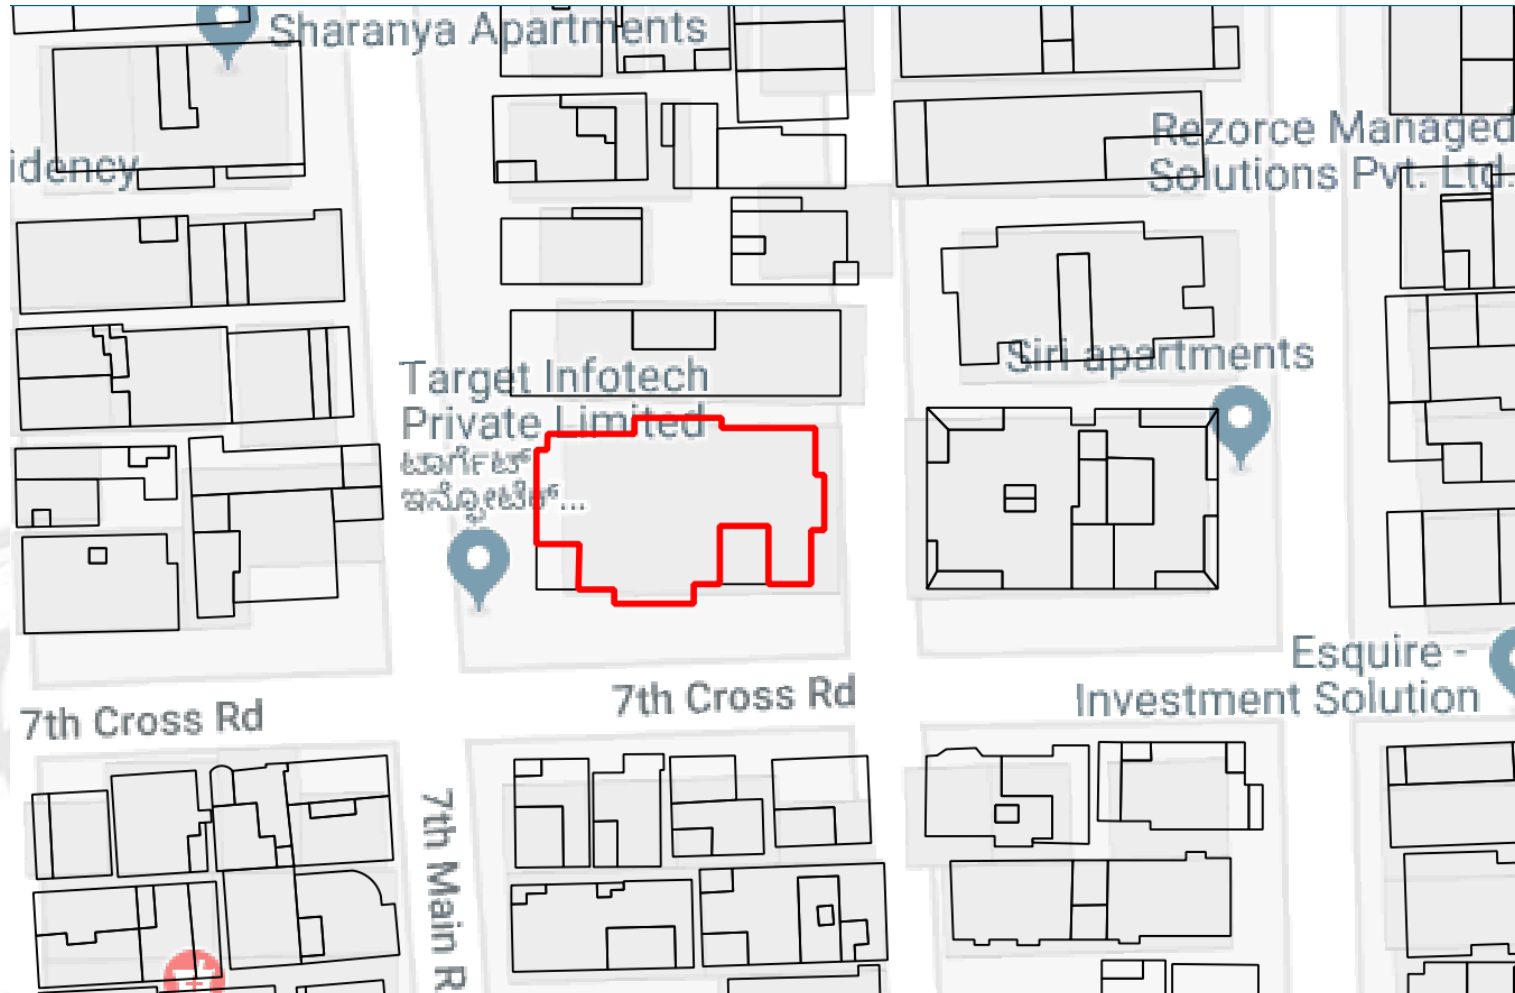 Sharanya Apartments
Rezorce Managed
Solutions Pvt. Ltd.
idency
Siri apartments
Target Infotech
Private Limited
ಟಾರ್ಗೆಟ್
ಇನ್ಫೋಟೆಕ್...
Esquire -
Investment Solution
7th Cross Rd
7th Cross Rd
7th Main R